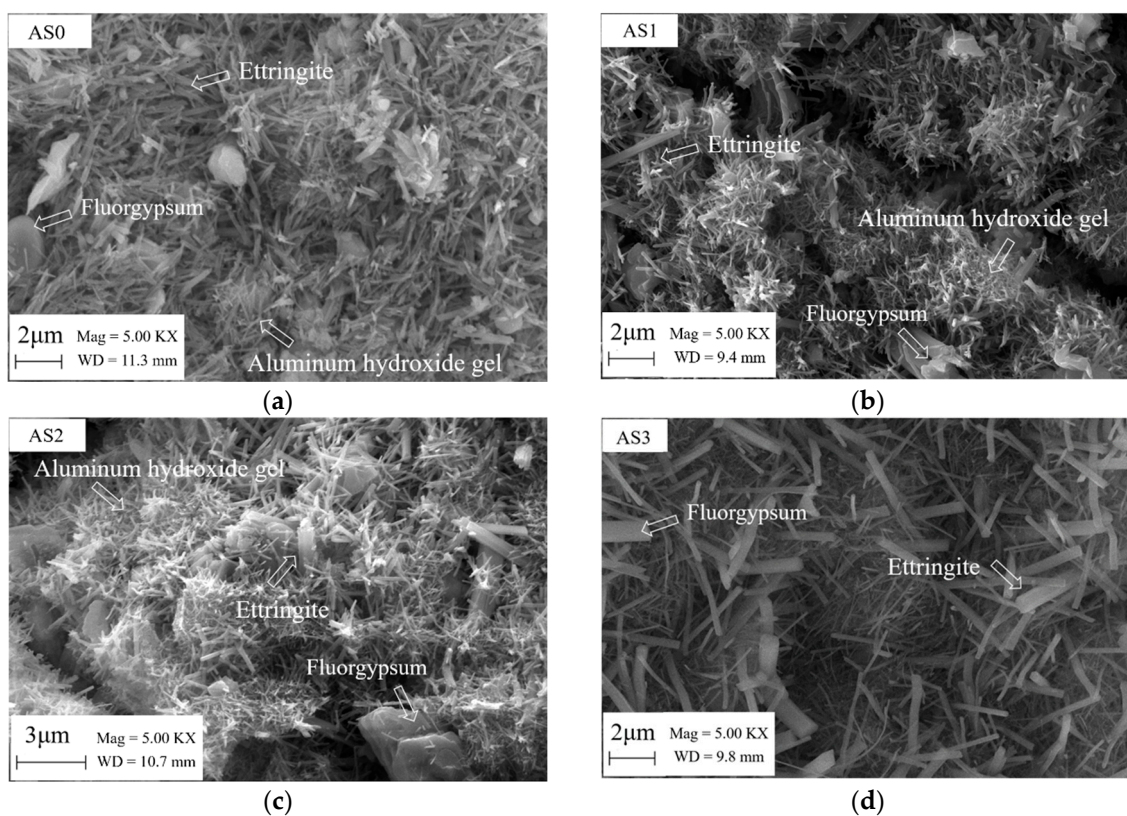 AS0
Ettringite
Fluorgypsum
2μm
Mag = 5.00 KX
WD = 11.3 mm
Aluminum hydroxide gel
(a)
AS1
Ettringite
Aluminum hydroxide gel
Fluorgypsum
2μm
Mag = 5.00 KX
WD = 9.4 mm
(b)
AS2
Aluminum hydroxide gel
Ettringite
Fluorgypsum
3μm
Mag = 5.00 KX
WD = 10.7 mm
(c)
AS3
Fluorgypsum
Ettringite
2μm
Mag = 5.00 KX
WD = 9.8 mm
(d)